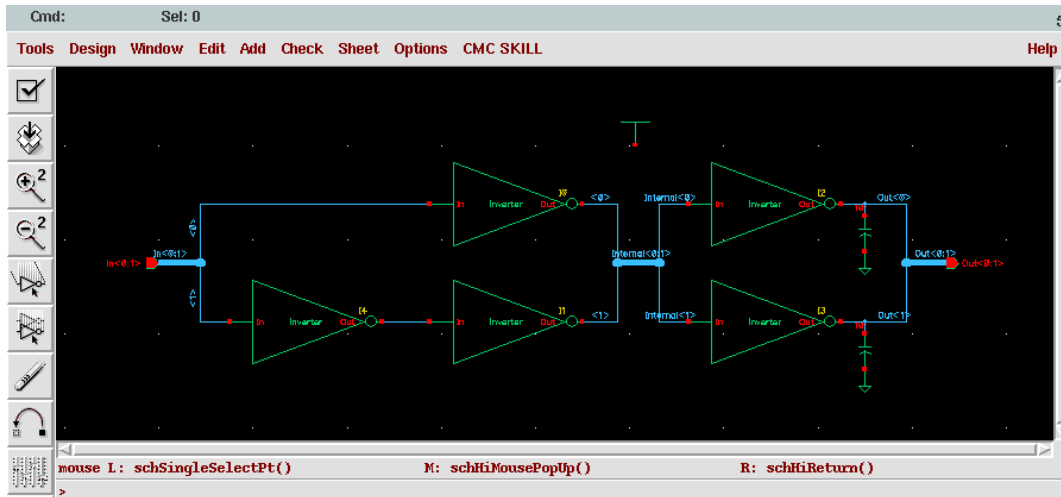 Cmd: Sel: 0
Tools Design Window Edit Add Check Sheet Options CMC SKILL Help
2
2
<0> Internal<0> Out<0>
In Inverter Out In Inverter Out
I2
<0>
In<0:1> In<0:1> Internal<0:1> Out<0:1> Out<0:1>
<1>
I4 I1 I3
<1> Internal<1> Out<1>
In Inverter Out In Inverter Out In Inverter Out
mouse L: schSingleSelectPt() M: schHiMousePopUp() R: schHiReturn()
>